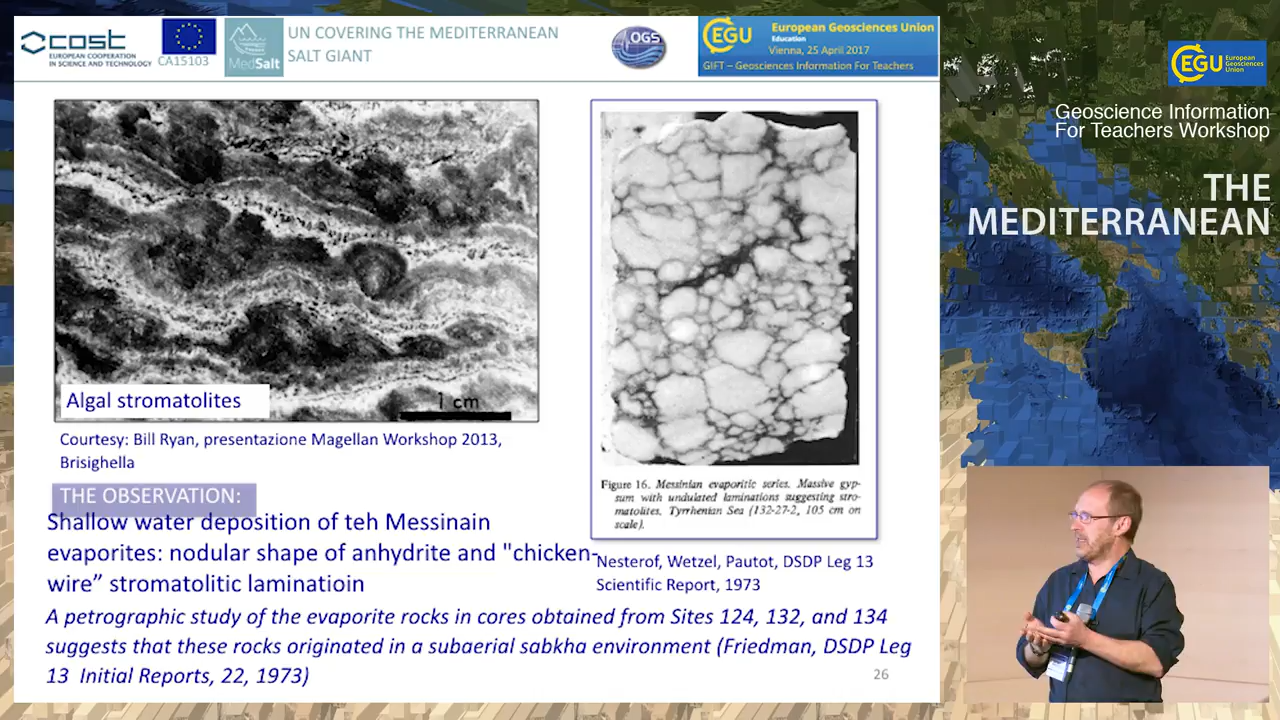 cost
EUROPEAN COOPERATION
IN SCIENCE AND TECHNOLOGY
CA15103
MedSalt
UN COVERING THE MEDITERRANEAN
SALT GIANT
OGS
EGU
European Geosciences Union
Education
Vienna, 25 April 2017
GIFT – Geosciences Information For Teachers
EGU European
Geosciences
Union
Geoscience Information
For Teachers Workshop
THE
MEDITERRANEAN
1 cm
Algal stromatolites
Courtesy: Bill Ryan, presentazione Magellan Workshop 2013,
Brisighella
Figure 16. Messinian evaporitic series. Massive gyp-
sum with undulated laminations suggesting stro-
matolites. Tyrrhenian Sea (132-27-2, 105 cm on
scale).
Nesterof, Wetzel, Pautot, DSDP Leg 13
Scientific Report, 1973
THE OBSERVATION:
Shallow water deposition of teh Messinain
evaporites: nodular shape of anhydrite and "chicken-
wire” stromatolitic laminatioin
A petrographic study of the evaporite rocks in cores obtained from Sites 124, 132, and 134
suggests that these rocks originated in a subaerial sabkha environment (Friedman, DSDP Leg
13 Initial Reports, 22, 1973)
26